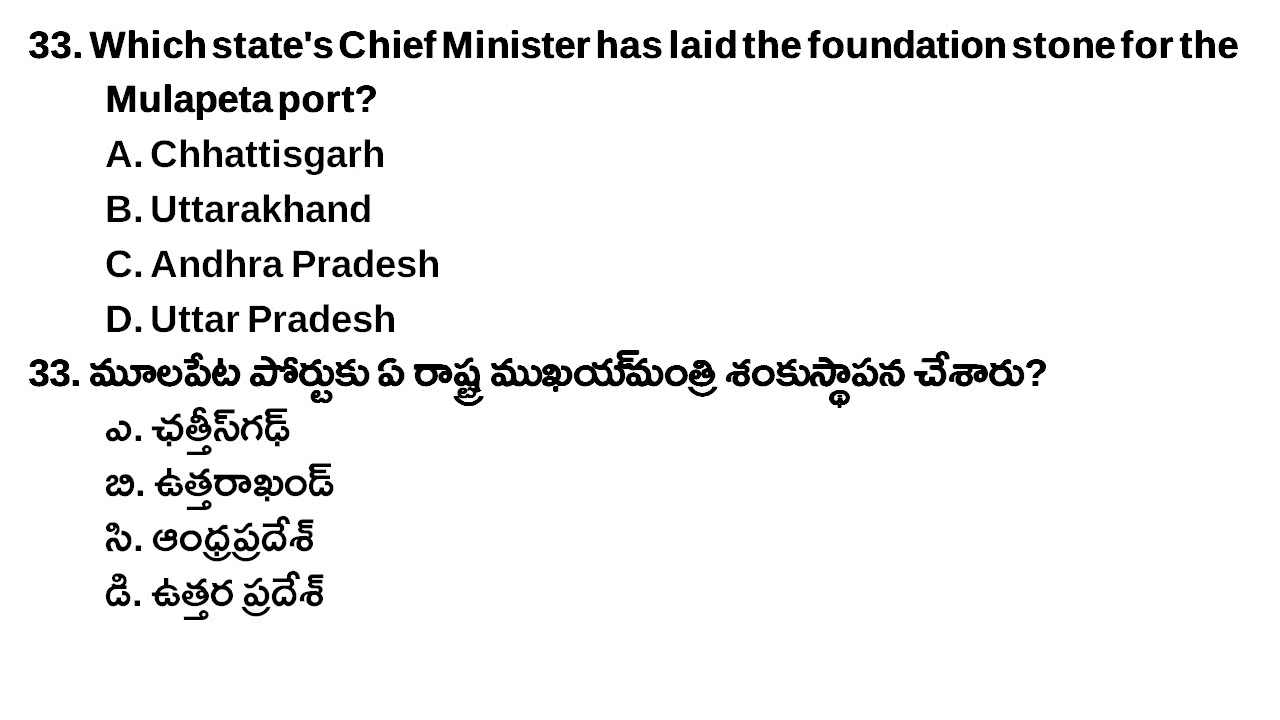 33. Which state's Chief Minister has laid the foundation stone for the
Mulapeta port?
A. Chhattisgarh
B. Uttarakhand
C. Andhra Pradesh
D. Uttar Pradesh
33. మూలపేట పోర్టుకు ఏ రాష్ట్ర ముఖయ్‌మంత్రి శంకుస్థాపన చేశారు?
ఎ. ఛత్తీస్‌గఢ్
బి. ఉత్తరాఖండ్
సి. ఆంధ్రప్రదేశ్
డి. ఉత్తర ప్రదేశ్